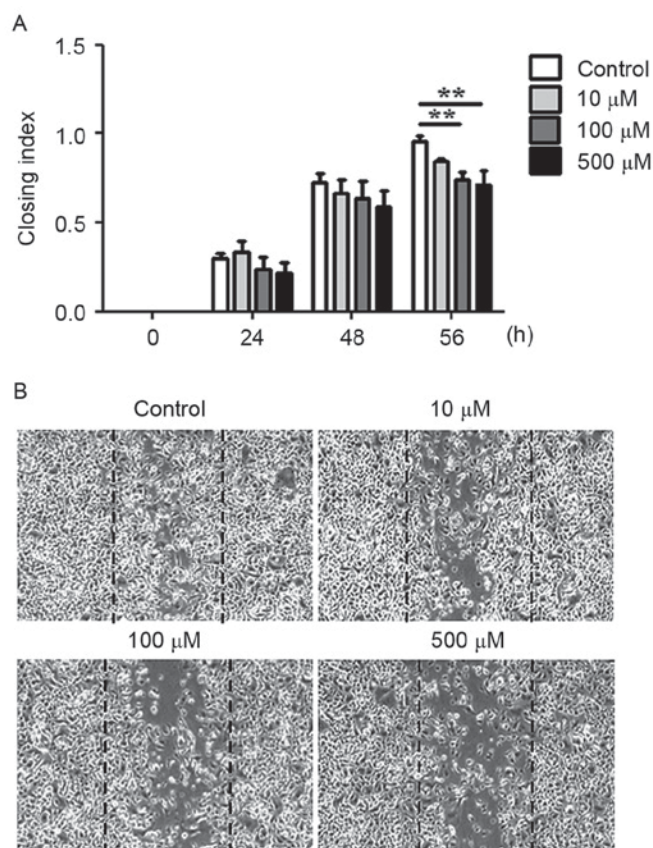 A
1.5
1.0
0.5
0.0
Closing index
**
**
Control
10 μM
100 μM
500 μM
0 24 48 56 (h)
B
Control 10 μM
100 μM 500 μM